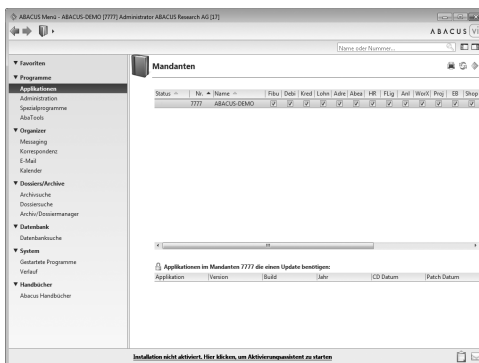 ABACUS Menü - ABACUS-DEMO [7777] Administrator ABACUS Research AG [17]
ABACUS VI
Name oder Nummer...
Favoriten
Programme
Applikationen
Administration
Spezialprogramme
AbaTools
Organizer
Messaging
Korrespondenz
E-Mail
Kalender
Dossiers/Archive
Archivsuche
Dossiersuche
Archiv/Dossiermanager
Datenbank
Datenbanksuche
System
Gestartete Programme
Verlauf
Handbücher
Abacus Handbücher
Mandanten
Status Nr. Name Fibu Debi Kred Lohn Adre Abea HR FLig Anl WorX Proj EB Shop
7777 ABACUS-DEMO
Applikationen im Mandanten 7777 die einen Update benötigen:
Applikation Version Build Jahr CD Datum Patch Datum
Installation nicht aktiviert. Hier klicken, um Aktivierungsassistent zu starten